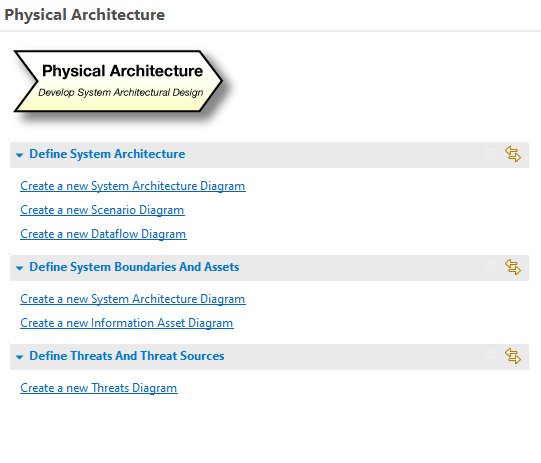 Physical Architecture
Physical Architecture
Develop System Architectural Design
Define System Architecture
Create a new System Architecture Diagram
Create a new Scenario Diagram
Create a new Dataflow Diagram
Define System Boundaries And Assets
Create a new System Architecture Diagram
Create a new Information Asset Diagram
Define Threats And Threat Sources
Create a new Threats Diagram